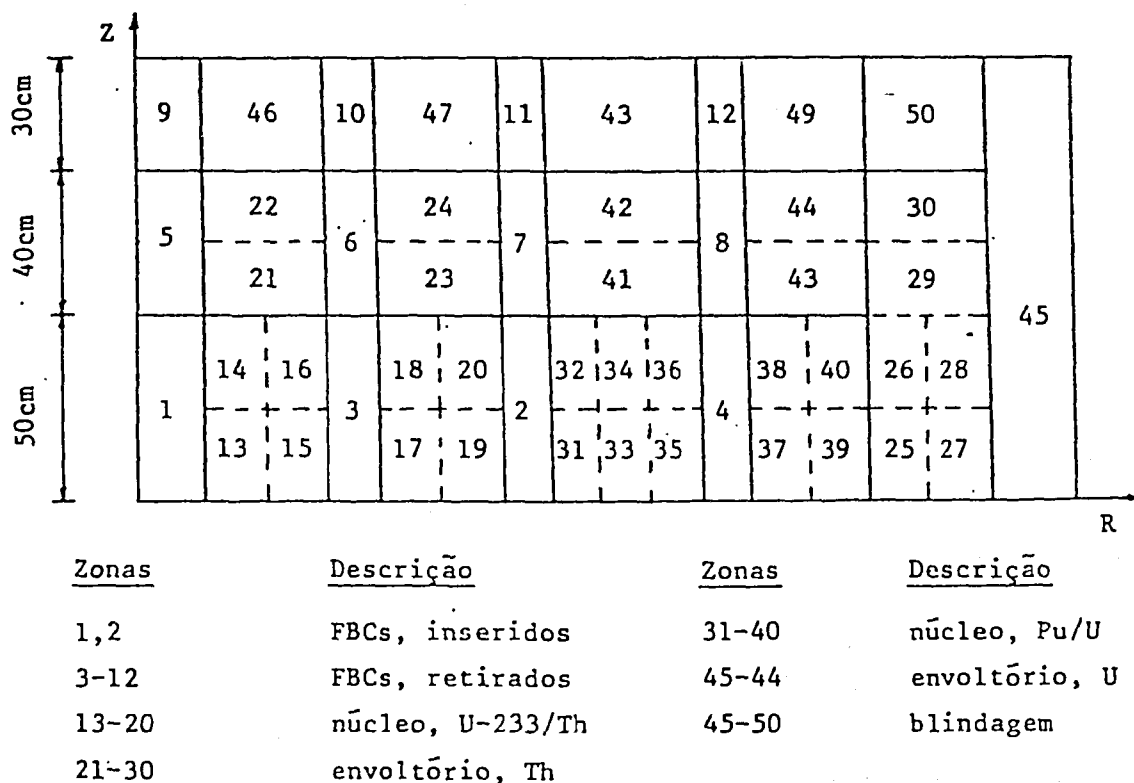 Z
30cm
40cm
50cm
9 46 10 47 11 43 12 49 50
22 24 42 44 30
5 6 7 8
21 23 41 43 29
45
14 16 18 20 32 34 36 38 40 26 28
1 3 2 4
13 15 17 19 31 33 35 37 39 25 27
R
Zonas Descrição Zonas Descrição
1,2 FBCs, inseridos 31-40 núcleo, Pu/U
3-12 FBCs, retirados 45-44 envoltório, U
13-20 núcleo, U-233/Th 45-50 blindagem
21-30 envoltório, Th